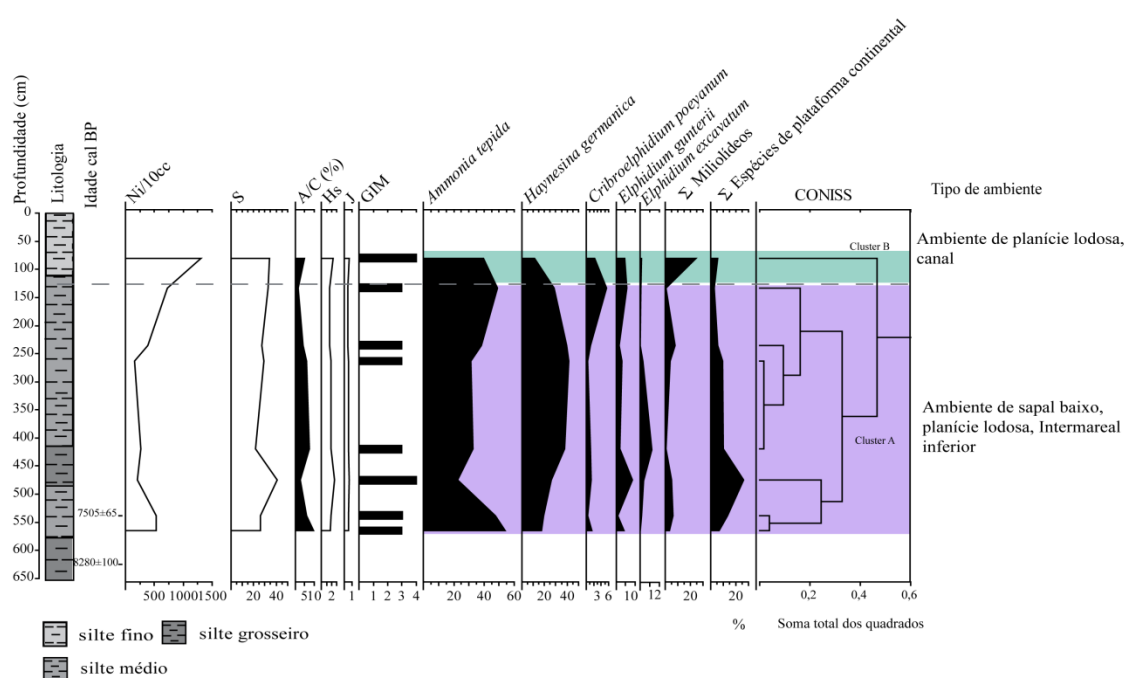 Profundidade (cm)
Litologia
Idade cal BP
Ni/10cc
S
A/C (%)
Hs
J
GIM
Ammonia tepida
Haynesina germanica
Cribroelphidium poeyanum
Elphidium gunterii
Elphidium excavatum
Σ Miliolídeos
Σ Espécies de plataforma continental
CONISS
Tipo de ambiente
0
50
100
150
200
250
300
350
400
450
500
550
600
650
7505±65
8280±100
Cluster B
Ambiente de planície lodosa,
canal
Cluster A
Ambiente de sapal baixo,
planície lodosa, Intermareal
inferior
500 1000 1500
20 40
510
2
1
1 2 3 4
20 40 60
20 40
3 6
10
12
20
20
0,2 0,4 0,6
% Soma total dos quadrados
silte fino silte grosseiro
silte médio